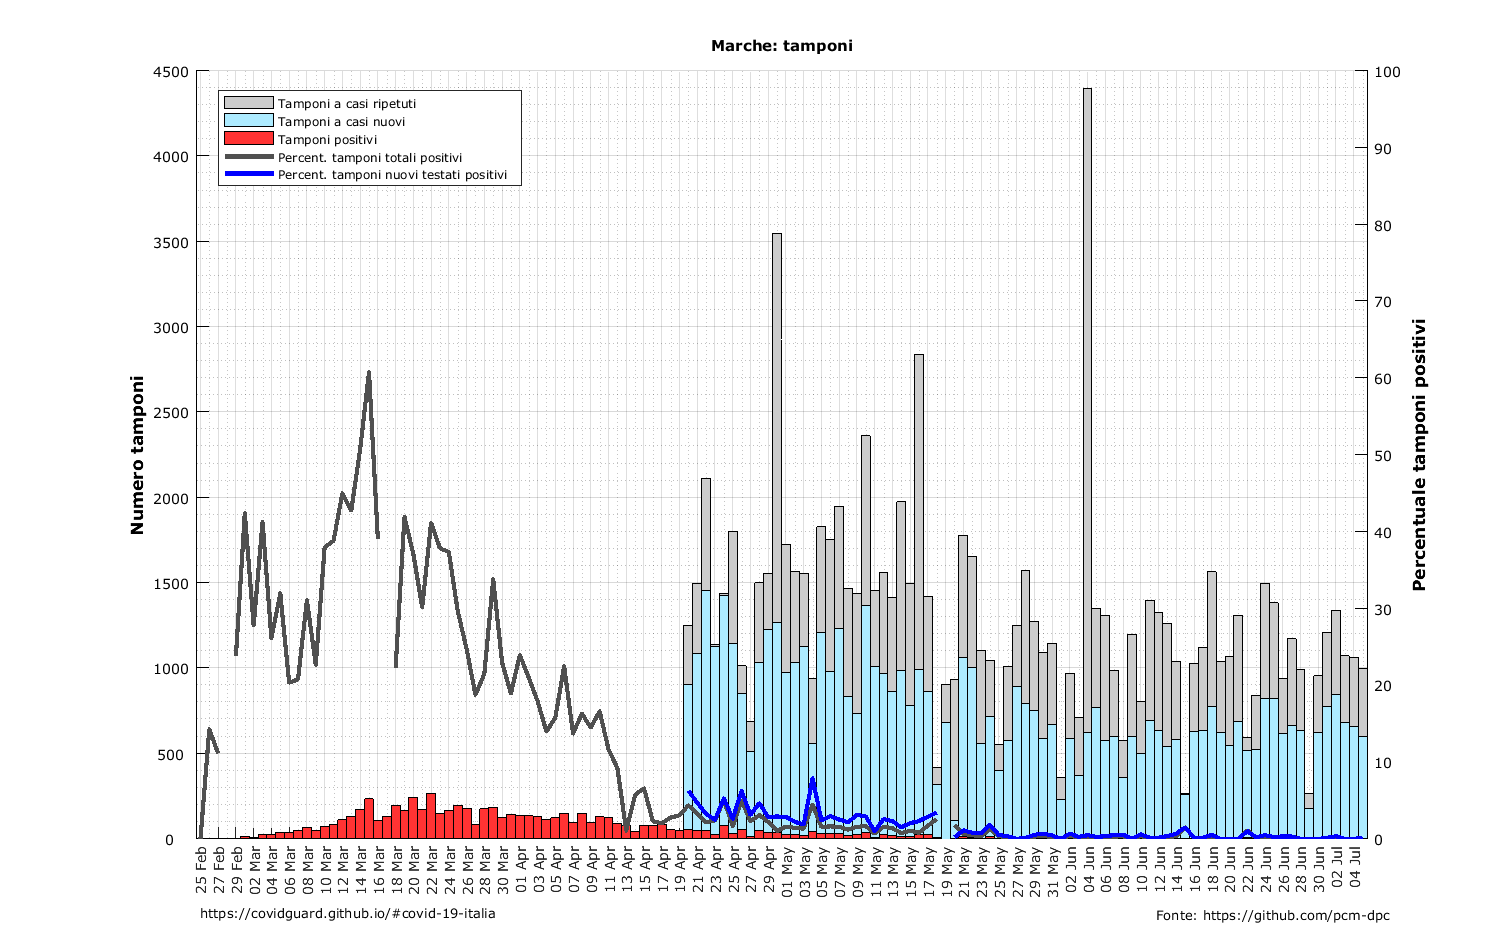 Marche: tamponi
Tamponi a casi ripetuti
Tamponi a casi nuovi
Tamponi positivi
Percent. tamponi totali positivi
Percent. tamponi nuovi testati positivi
Numero tamponi
4500
4000
3500
3000
2500
2000
1500
1000
500
0
100
90
80
70
60
50
40
30
20
10
0
Percentuale tamponi positivi
25 Feb
27 Feb
29 Feb
02 Mar
04 Mar
06 Mar
08 Mar
10 Mar
12 Mar
14 Mar
16 Mar
18 Mar
20 Mar
22 Mar
24 Mar
26 Mar
28 Mar
30 Mar
01 Apr
03 Apr
05 Apr
07 Apr
09 Apr
11 Apr
13 Apr
15 Apr
17 Apr
19 Apr
21 Apr
23 Apr
25 Apr
27 Apr
29 Apr
01 May
03 May
05 May
07 May
09 May
11 May
13 May
15 May
17 May
19 May
21 May
23 May
25 May
27 May
29 May
31 May
02 Jun
04 Jun
06 Jun
08 Jun
10 Jun
12 Jun
14 Jun
16 Jun
18 Jun
20 Jun
22 Jun
24 Jun
26 Jun
28 Jun
30 Jun
02 Jul
04 Jul
https://covidguard.github.io/#covid-19-italia
Fonte: https://github.com/pcm-dpc